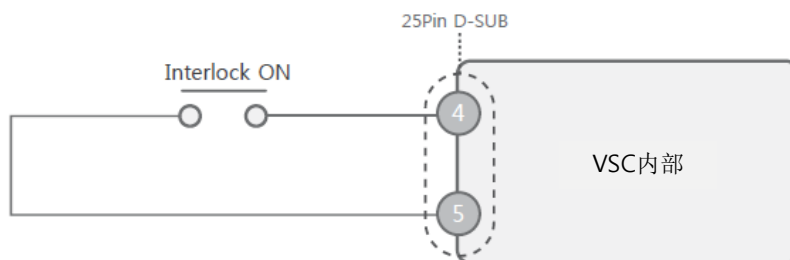 25Pin D-SUB
Interlock ON
4
VSC内部
5